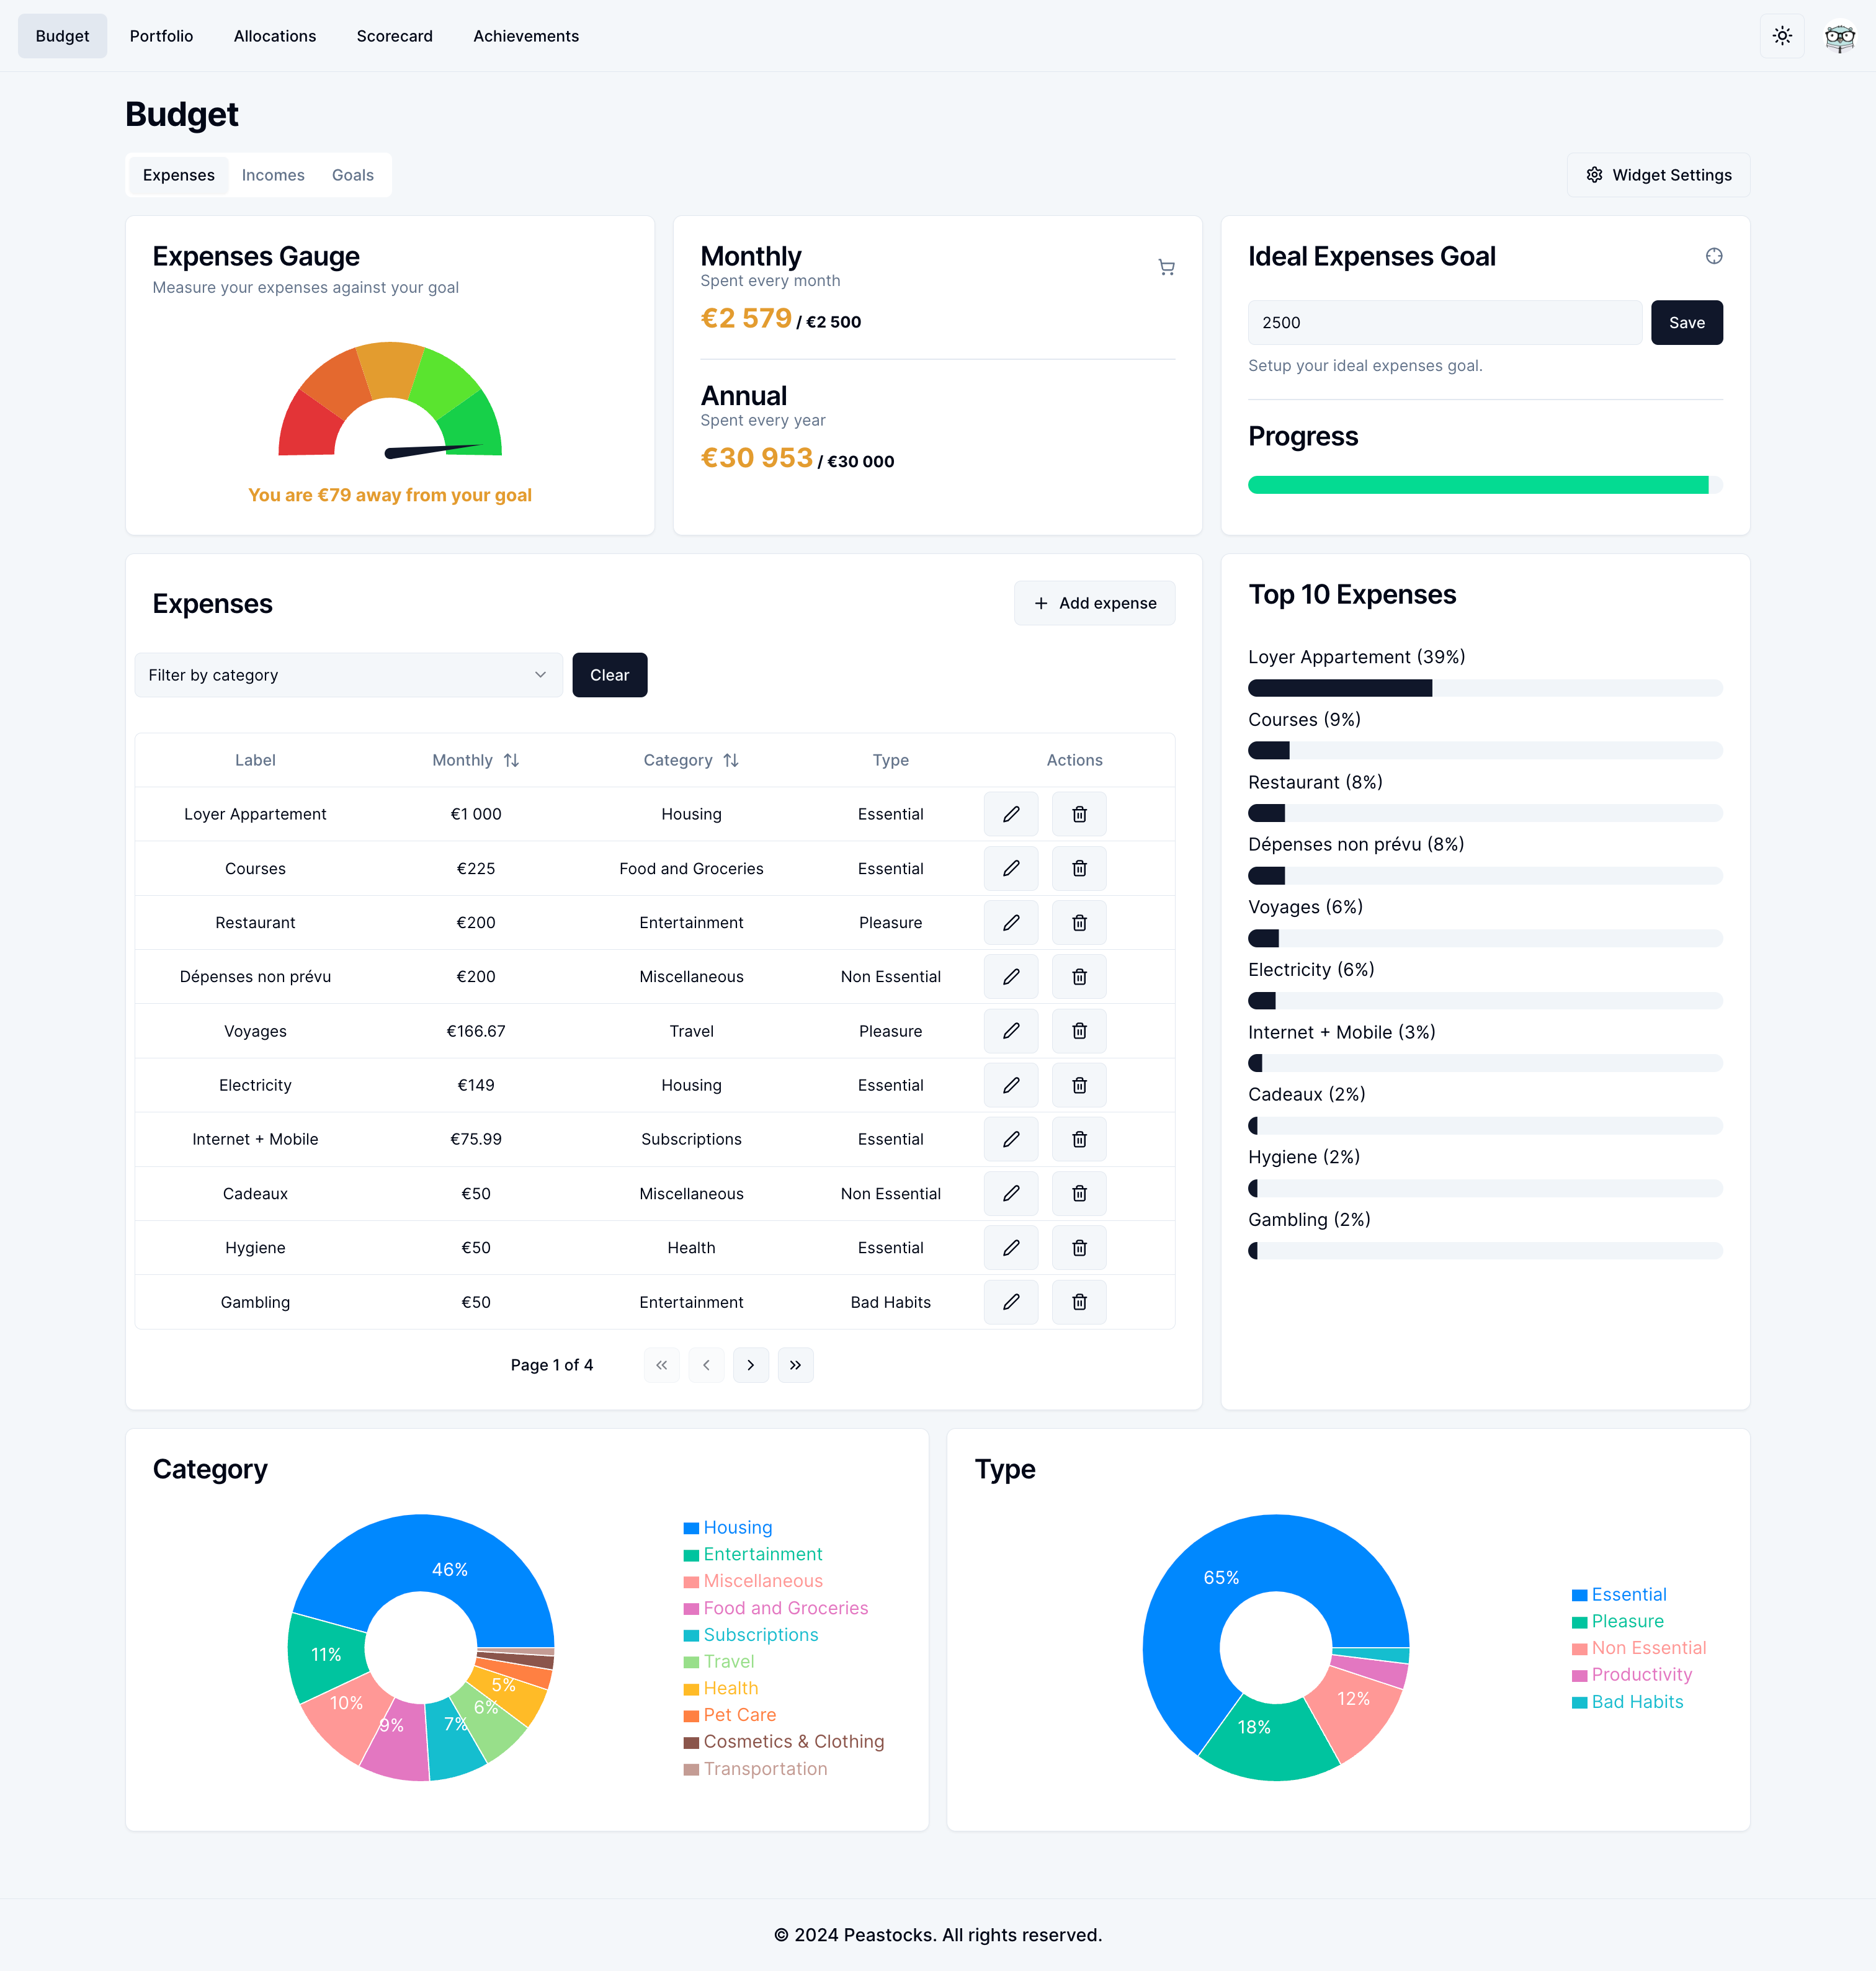 Budget Portfolio Allocations Scorecard Achievements
Budget
Expenses Incomes Goals
Widget Settings
Expenses Gauge
Measure your expenses against your goal
You are €79 away from your goal
Monthly
Spent every month
€2 579 / €2 500
Annual
Spent every year
€30 953 / €30 000
Ideal Expenses Goal
2500
Save
Setup your ideal expenses goal.
Progress
Expenses
Add expense
Filter by category
Clear
Label Monthly Category Type Actions
Loyer Appartement €1 000 Housing Essential
Courses €225 Food and Groceries Essential
Restaurant €200 Entertainment Pleasure
Dépenses non prévu €200 Miscellaneous Non Essential
Voyages €166.67 Travel Pleasure
Electricity €149 Housing Essential
Internet + Mobile €75.99 Subscriptions Essential
Cadeaux €50 Miscellaneous Non Essential
Hygiene €50 Health Essential
Gambling €50 Entertainment Bad Habits
Page 1 of 4
Top 10 Expenses
Loyer Appartement (39%)
Courses (9%)
Restaurant (8%)
Dépenses non prévu (8%)
Voyages (6%)
Electricity (6%)
Internet + Mobile (3%)
Cadeaux (2%)
Hygiene (2%)
Gambling (2%)
Category
46%
11%
10%
9%
7%
6%
5%
Housing
Entertainment
Miscellaneous
Food and Groceries
Subscriptions
Travel
Health
Pet Care
Cosmetics & Clothing
Transportation
Type
65%
18%
12%
Essential
Pleasure
Non Essential
Productivity
Bad Habits
© 2024 Peastocks. All rights reserved.